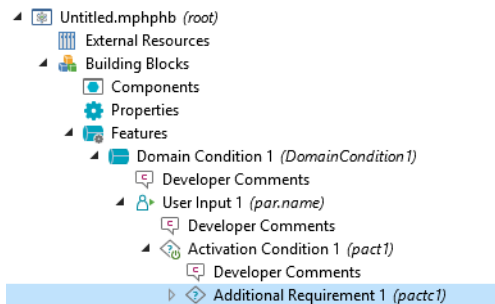 Untitled.mphphb (root)
External Resources
Building Blocks
Components
Properties
Features
Domain Condition 1 (DomainCondition1)
Developer Comments
User Input 1 (par.name)
Developer Comments
Activation Condition 1 (pact1)
Developer Comments
Additional Requirement 1 (pactc1)